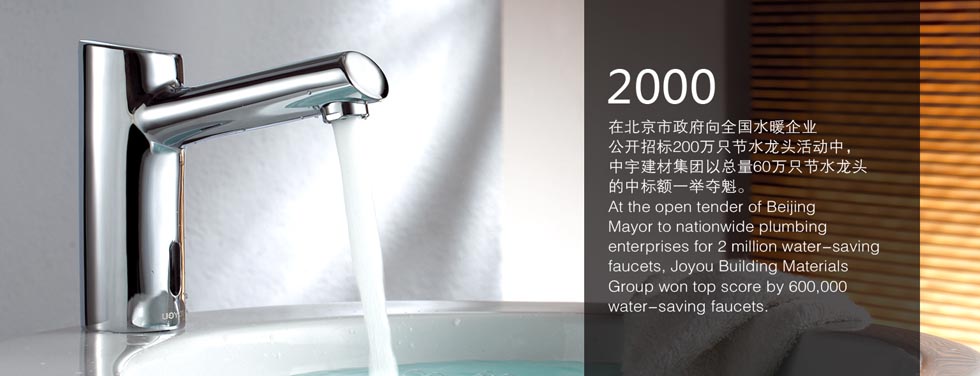 2000
在北京市政府向全国水暖企业
公开招标200万只节水龙头活动中，
中宇建材集团以总量60万只节水龙头
的中标额一举夺魁。
At the open tender of Beijing
Mayor to nationwide plumbing
enterprises for 2 million water-saving
faucets, Joyou Building Materials
Group won top score by 600,000
water-saving faucets.